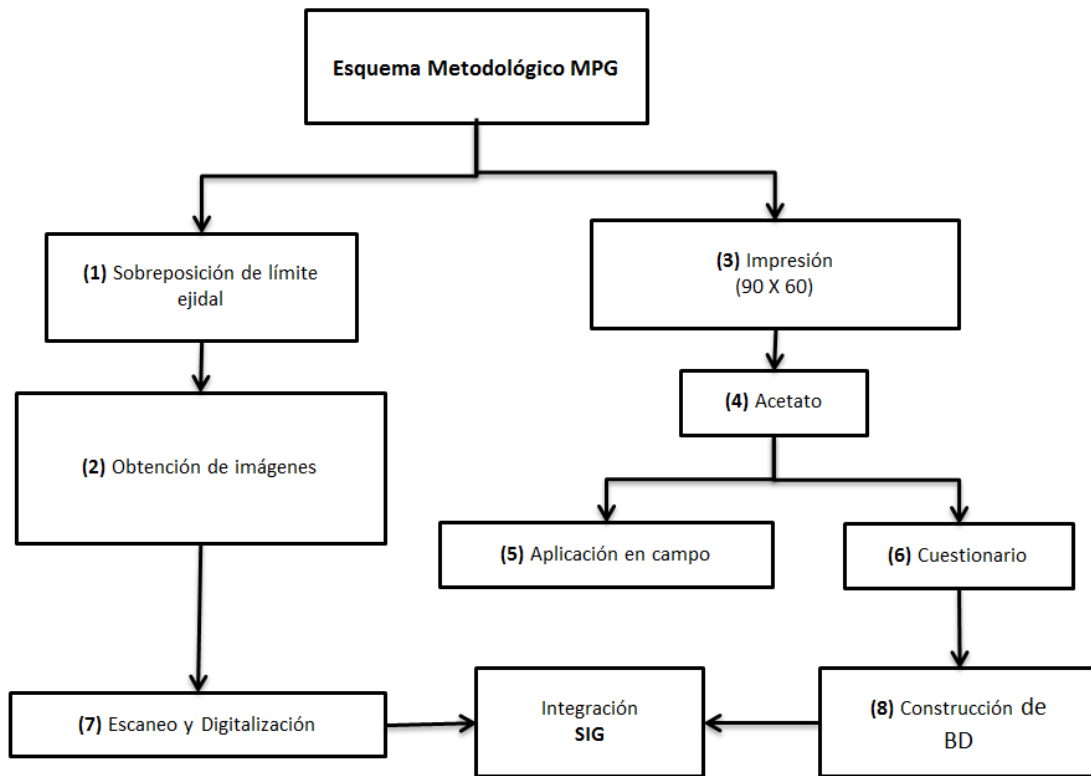 Esquema Metodológico MPG
(1) Sobreposición de límite
ejidal
(3) Impresión
(90 X 60)
(2) Obtención de imágenes
(4) Acetato
(5) Aplicación en campo
(6) Cuestionario
(7) Escaneo y Digitalización
Integración
SIG
(8) Construcción de
BD